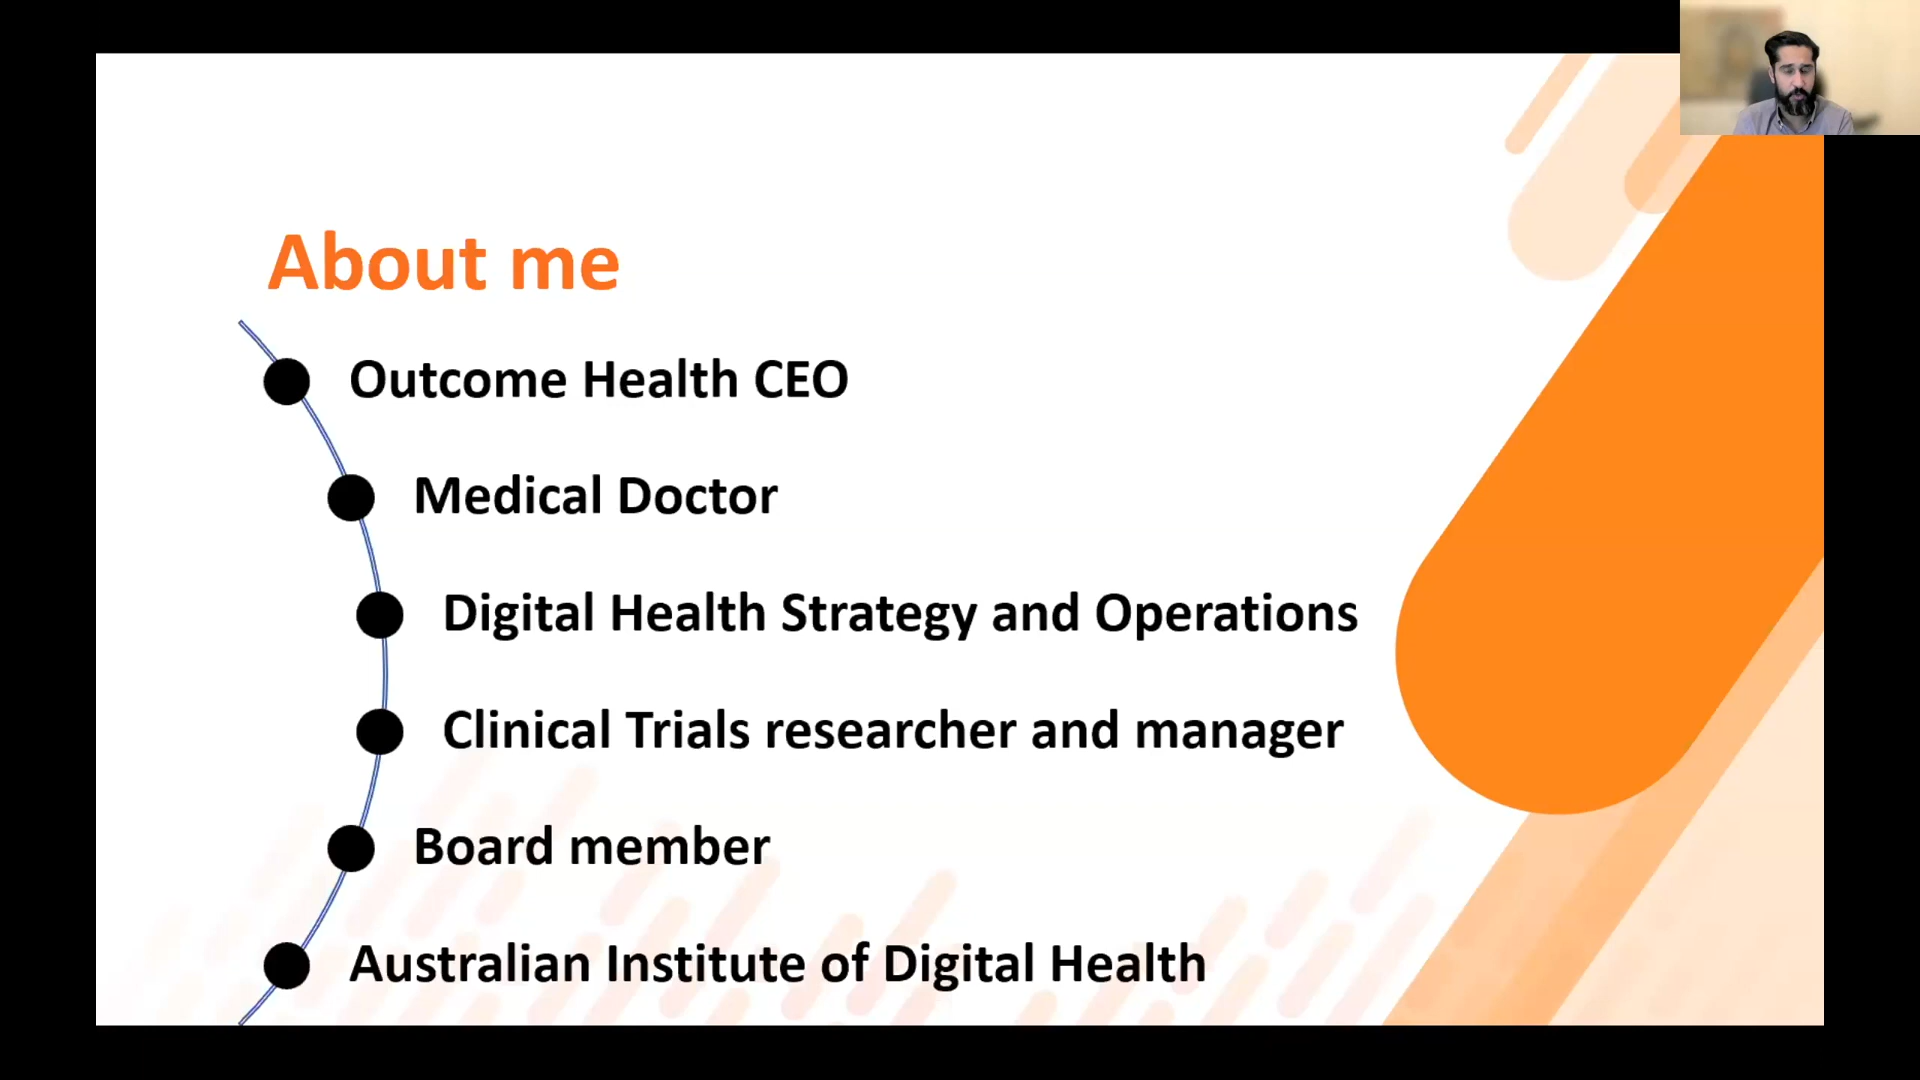 About me
Outcome Health CEO
Medical Doctor
Digital Health Strategy and Operations
Clinical Trials researcher and manager
Board member
Australian Institute of Digital Health